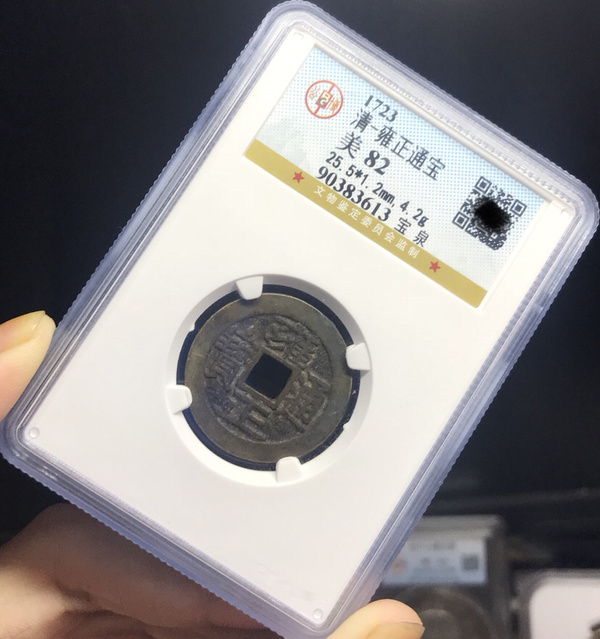 1723
清-雍正通宝
美 82
25.5*1.2mm,4.2g
90383613 宝泉
文物鉴定委员会监制
雍正通寶